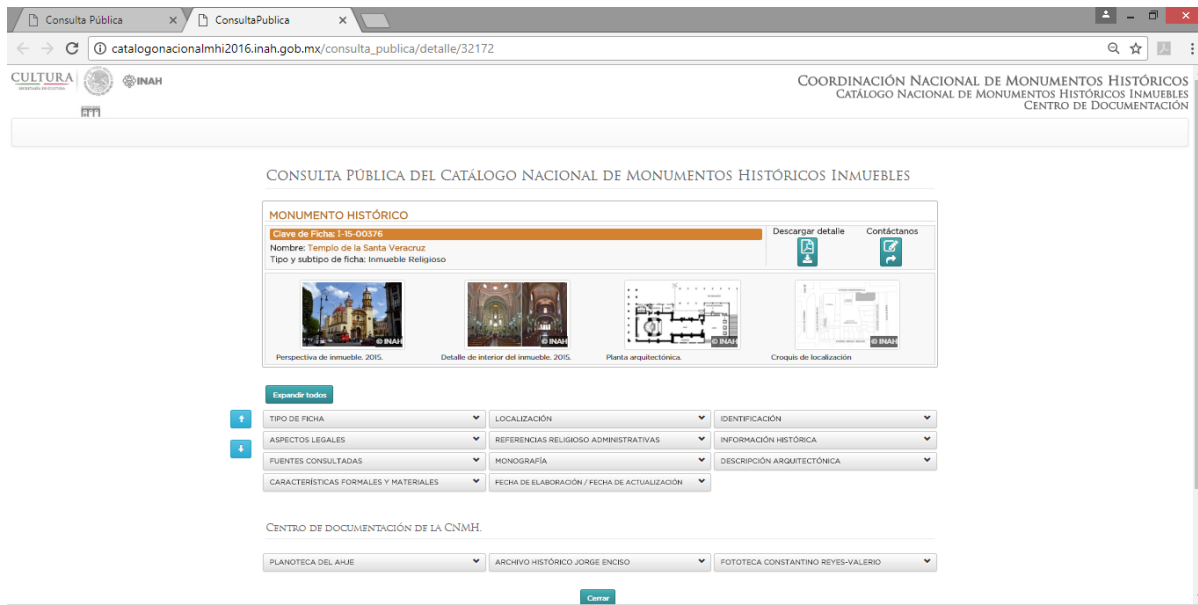 Consulta Pública
ConsultaPublica
catalogonacionalmhi2016.inah.gob.mx/consulta_publica/detalle/32172
CULTURA
SECRETARÍA DE CULTURA
INAH
Coordinación Nacional de Monumentos Históricos
Catálogo Nacional de Monumentos Históricos Inmuebles
Centro de Documentación
Consulta Pública del Catálogo Nacional de Monumentos Históricos Inmuebles
MONUMENTO HISTÓRICO
Clave de Ficha: I-15-00376
Nombre: Templo de la Santa Veracruz
Tipo y subtipo de ficha: Inmueble Religioso
Descargar detalle
Contáctanos
© INAH
© INAH
© INAH
© INAH
Perspectiva de inmueble. 2015.
Detalle de interior del inmueble. 2015.
Planta arquitectónica.
Croquis de localización
Expandir todos
TIPO DE FICHA
LOCALIZACIÓN
IDENTIFICACIÓN
ASPECTOS LEGALES
REFERENCIAS RELIGIOSO ADMINISTRATIVAS
INFORMACIÓN HISTÓRICA
FUENTES CONSULTADAS
MONOGRAFÍA
DESCRIPCIÓN ARQUITECTÓNICA
CARACTERÍSTICAS FORMALES Y MATERIALES
FECHA DE ELABORACIÓN / FECHA DE ACTUALIZACIÓN
Centro de documentación de la CNMH.
PLANOTECA DEL AHJE
ARCHIVO HISTÓRICO JORGE ENCISO
FOTOTECA CONSTANTINO REYES-VALERIO
Cerrar